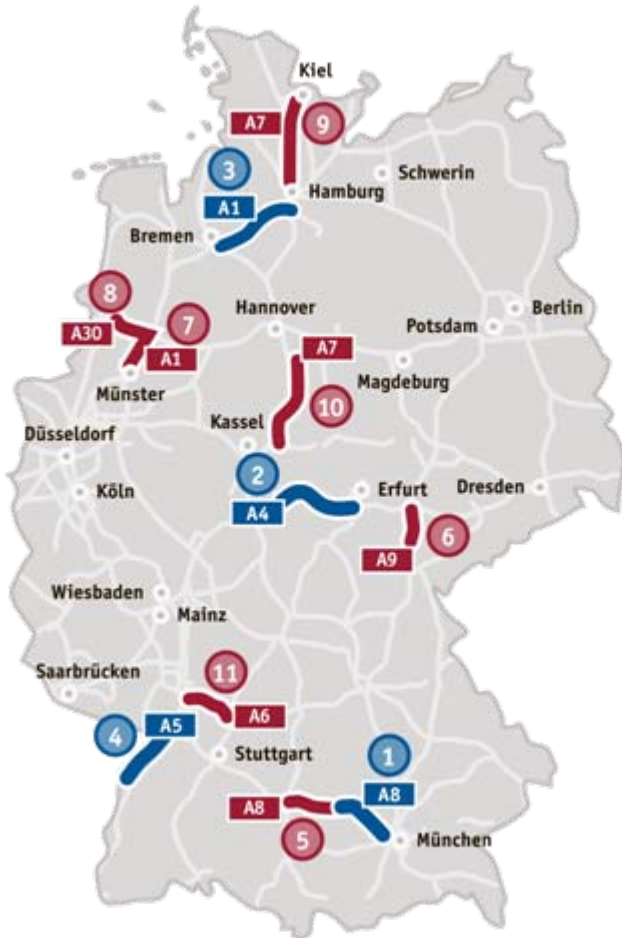 Kiel
A7
9
3
Schwerin
A1
Hamburg
Bremen
8
Hannover
7
Berlin
A30
Potsdam
A1
A7
Münster
Magdeburg
10
Kassel
Düsseldorf
2
Erfurt
Dresden
Köln
A4
6
A9
Wiesbaden
Mainz
Saarbrücken
11
A5
A6
4
Stuttgart
1
A8
A8
5
München